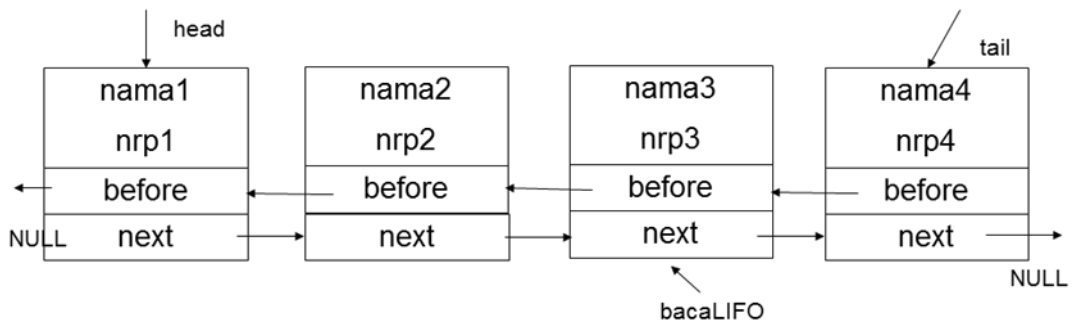 head
tail
nama1
nrp1
before
next
nama2
nrp2
before
next
nama3
nrp3
before
next
nama4
nrp4
before
next
NULL
NULL
bacaLIFO